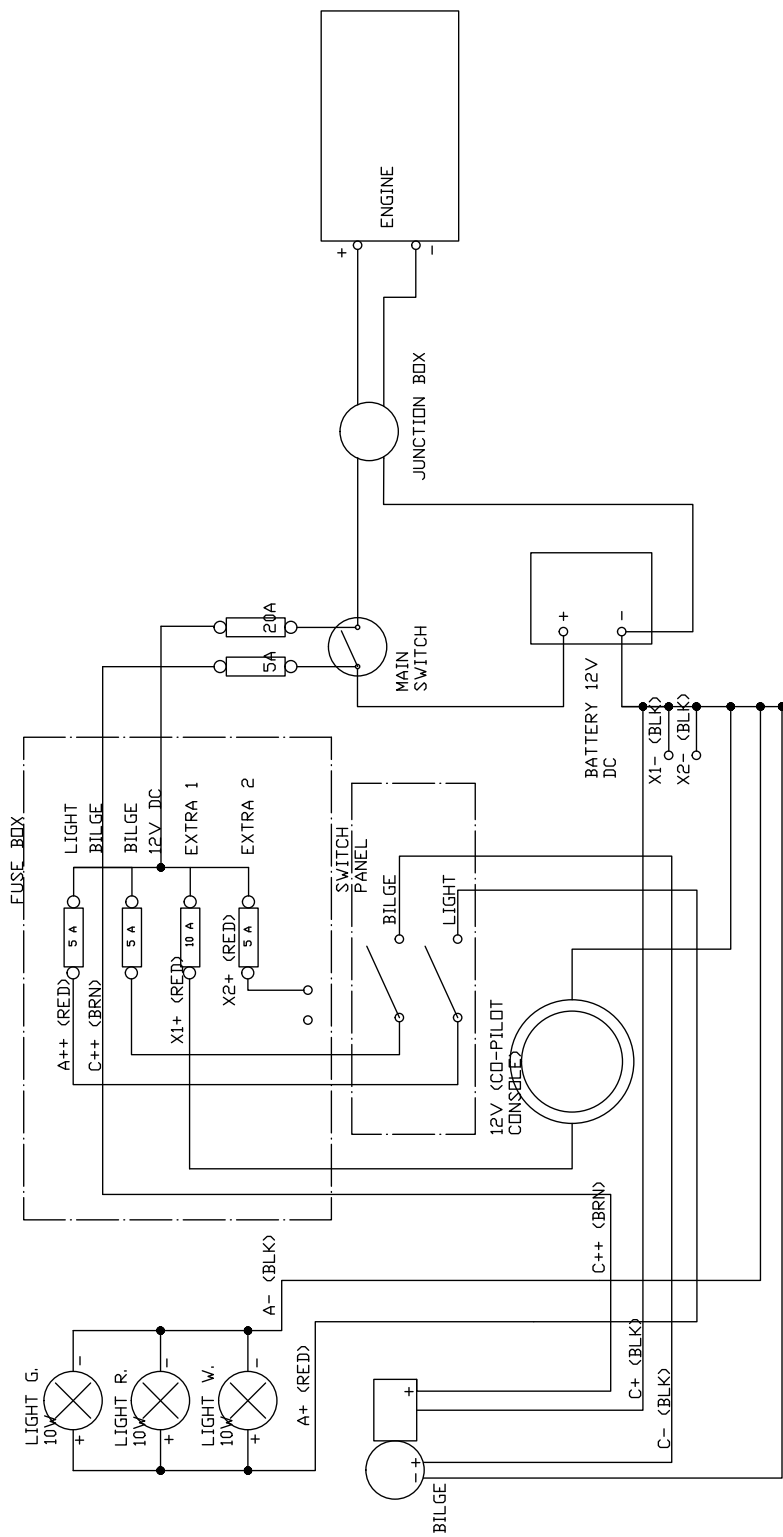 ENGINE
+
-
JUNCTION BOX
20A
5A
MAIN
SWITCH
+
-
BATTERY 12V
DC
X1- (BLK)
X2- (BLK)
FUSE BOX
LIGHT
BILGE
BILGE
12V DC
EXTRA 1
EXTRA 2
5 A
5 A
10 A
5 A
A++ (RED)
C++ (BRN)
X1+ (RED)
X2+ (RED)
SWITCH
PANEL
BILGE
LIGHT
12V (CO-PILOT
CONSOLE)
A- (BLK)
A+ (RED)
C++ (BRN)
C+ (BLK)
C- (BLK)
LIGHT G.
10W
+
-
LIGHT R.
10W
+
-
LIGHT W.
10W
+
-
+
-+
BILGE